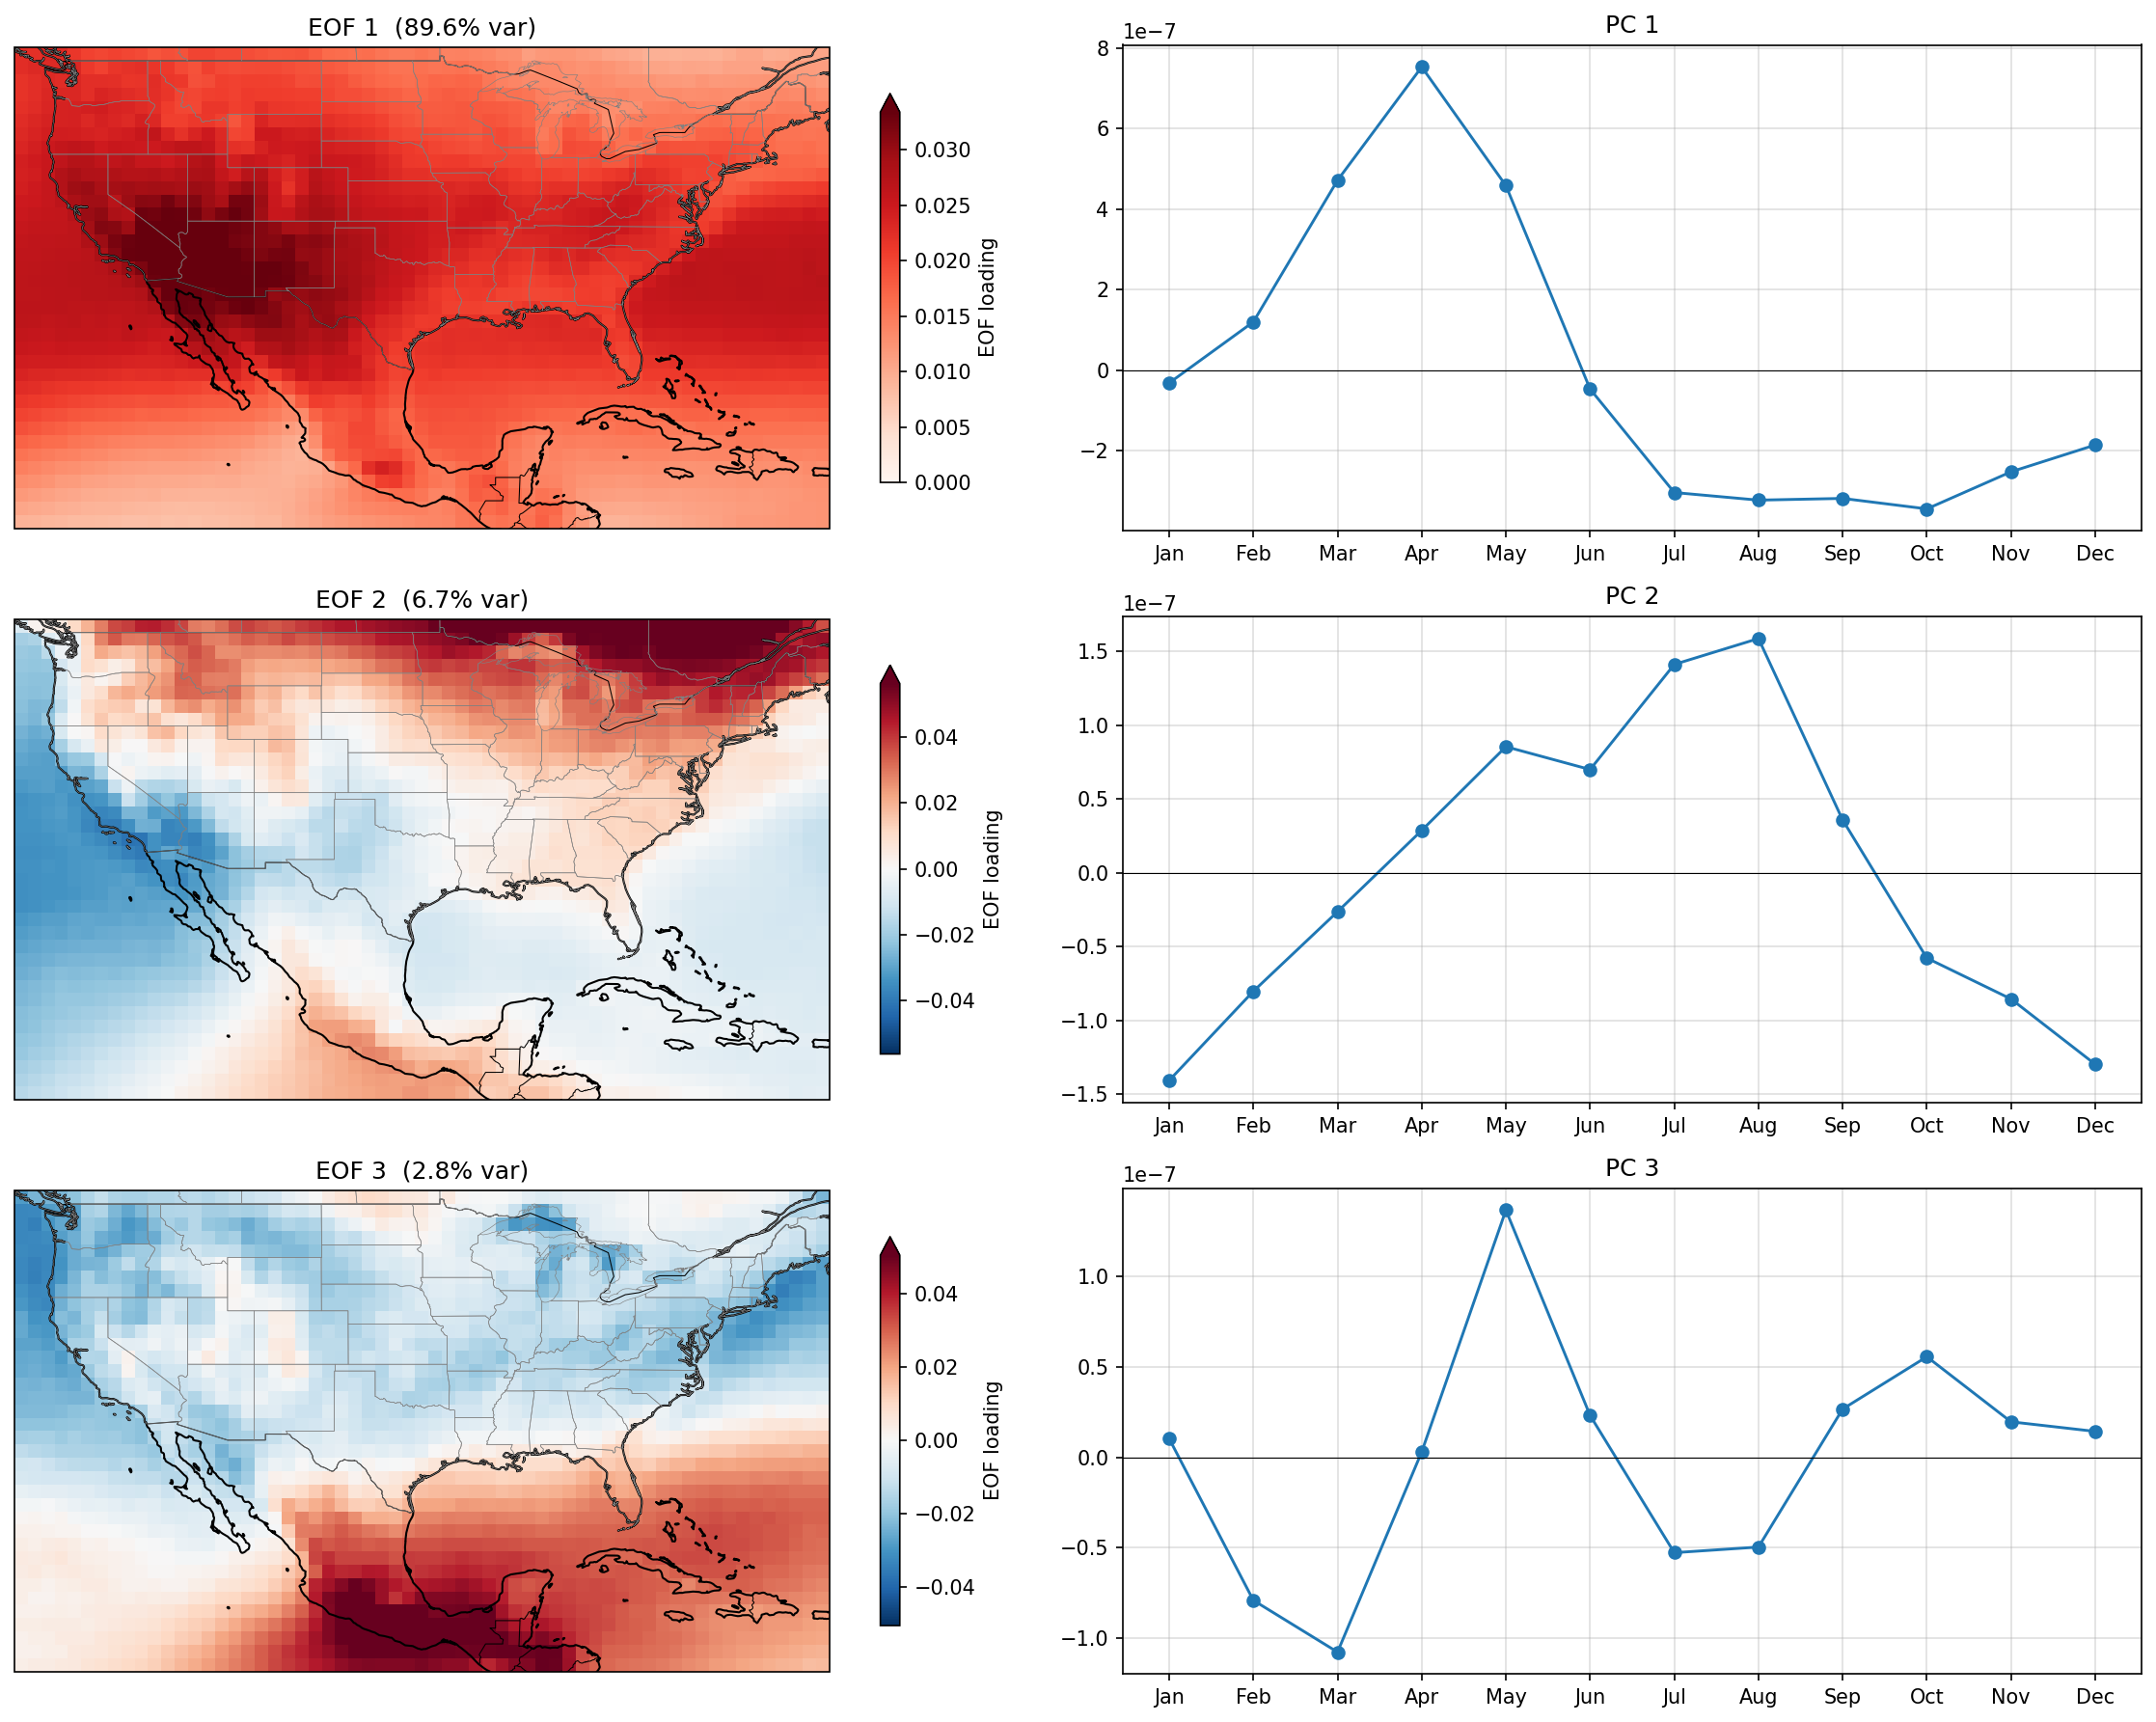 EOF 1 (89.6% var)
0.030
0.025
0.020
0.015
0.010
0.005
0.000
EOF loading
PC 1
1e−7
8
6
4
2
0
−2
Jan Feb Mar Apr May Jun Jul Aug Sep Oct Nov Dec
EOF 2 (6.7% var)
0.04
0.02
0.00
−0.02
−0.04
EOF loading
PC 2
1e−7
1.5
1.0
0.5
0.0
−0.5
−1.0
−1.5
Jan Feb Mar Apr May Jun Jul Aug Sep Oct Nov Dec
EOF 3 (2.8% var)
0.04
0.02
0.00
−0.02
−0.04
EOF loading
PC 3
1e−7
1.0
0.5
0.0
−0.5
−1.0
Jan Feb Mar Apr May Jun Jul Aug Sep Oct Nov Dec